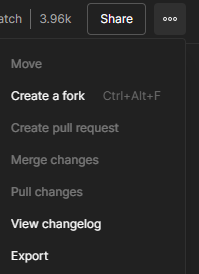 atch 3.96k Share
Move
Create a fork Ctrl+Alt+F
Create pull request
Merge changes
Pull changes
View changelog
Export